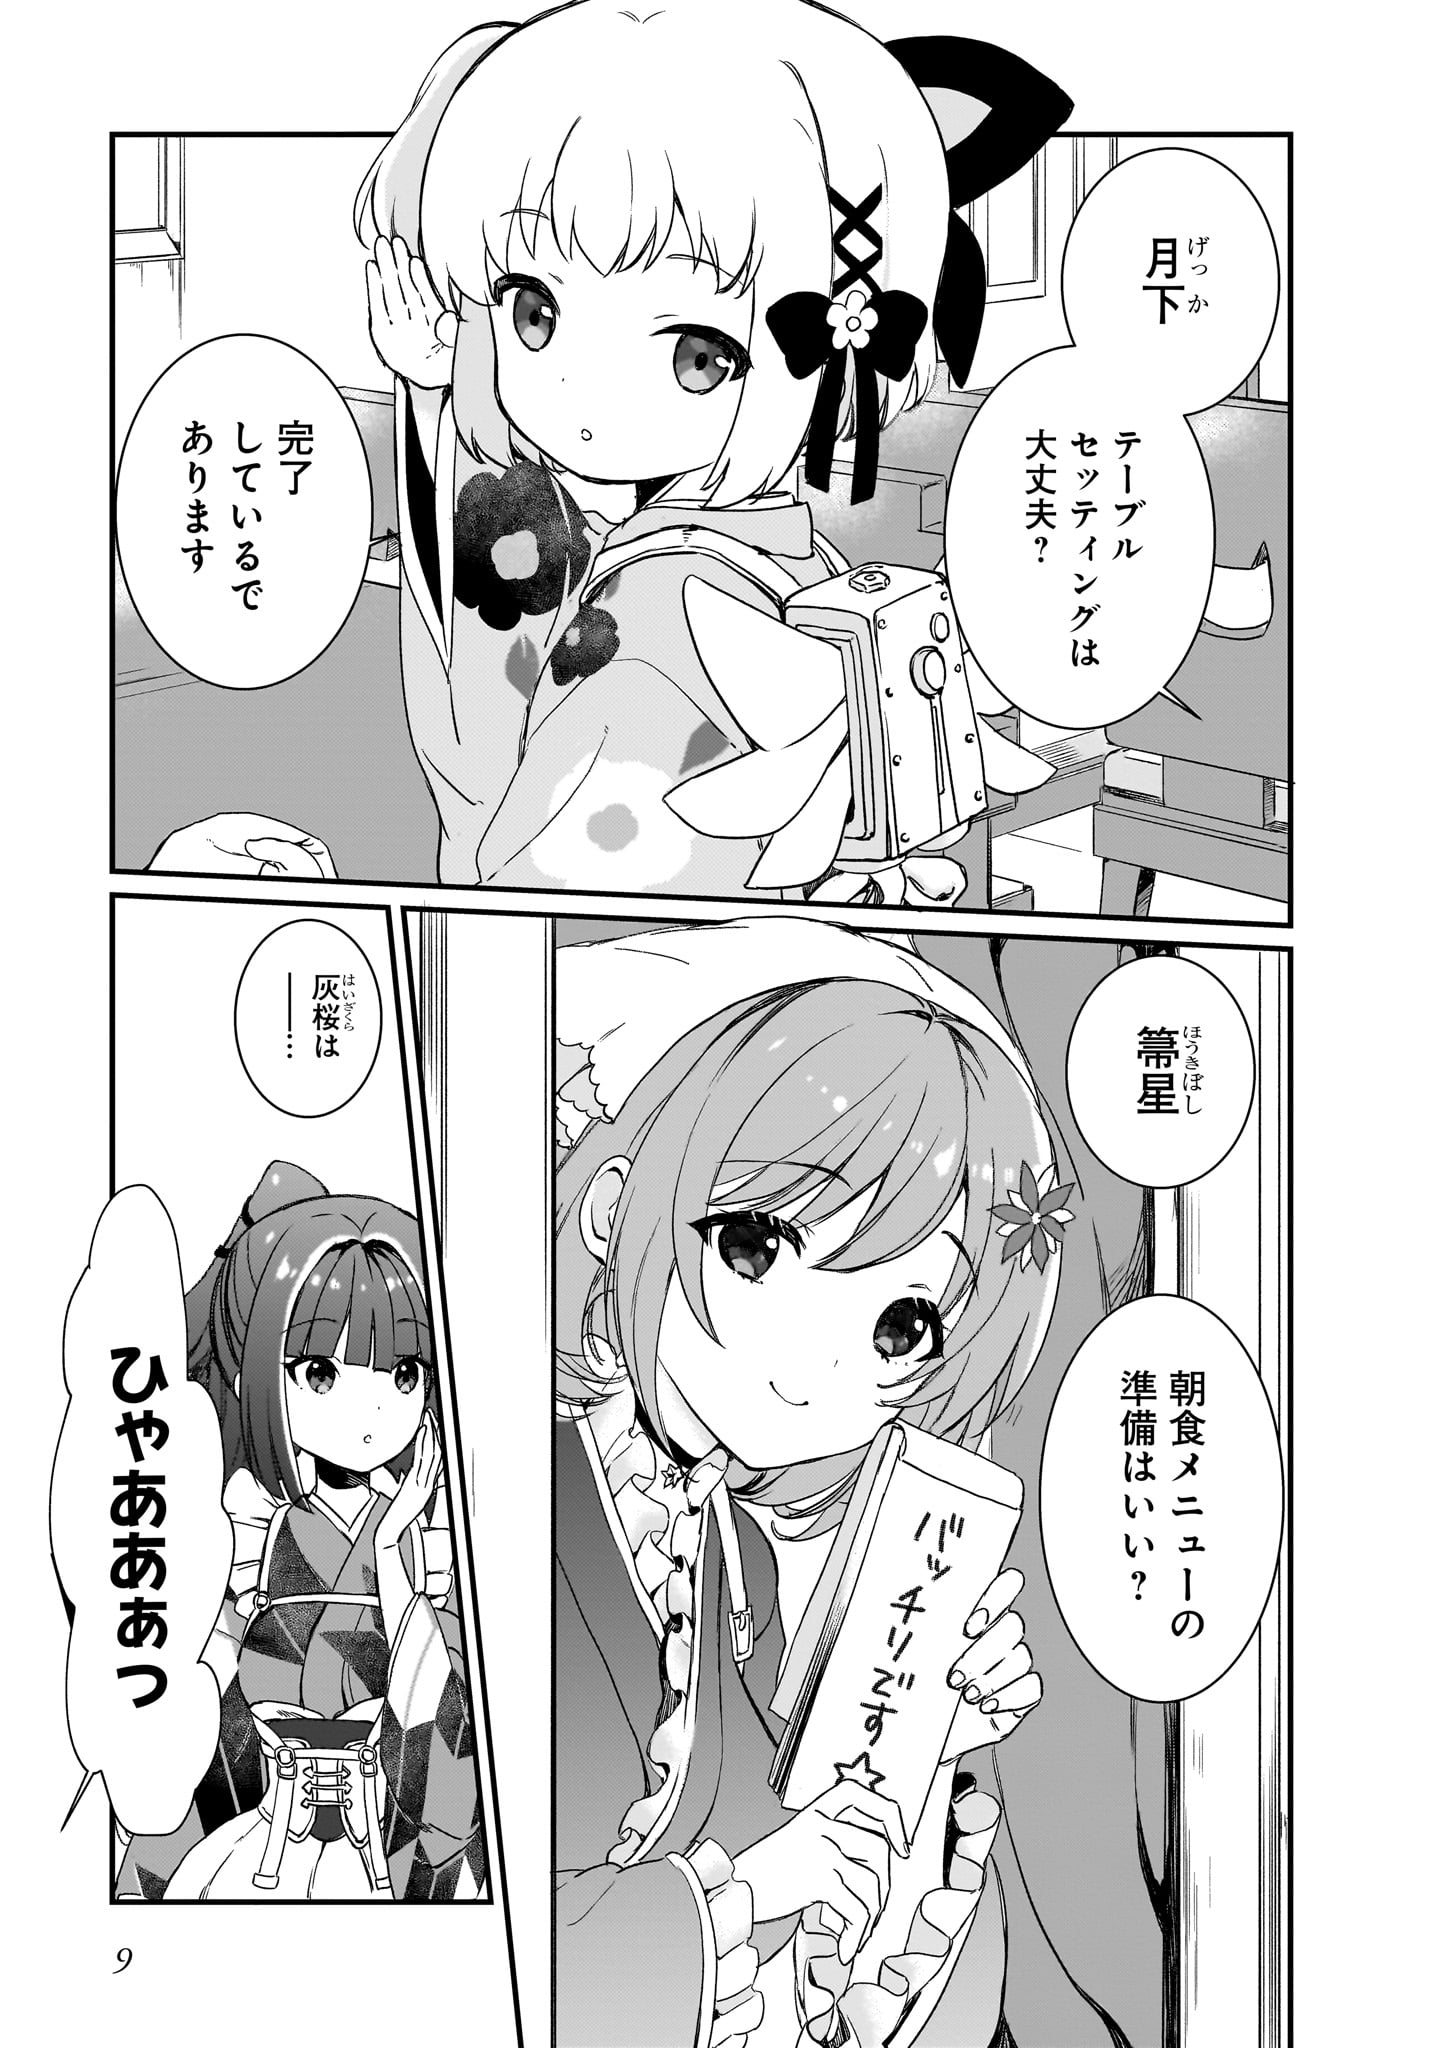 月下
げっか
テーブル
セッティングは
大丈夫?
完了
しているで
あります
箒星
ほうきぼし
朝食メニューの
準備はいい?
バッチリです☆
灰桜は
はいざくら
――…
ひゃあああっ
9